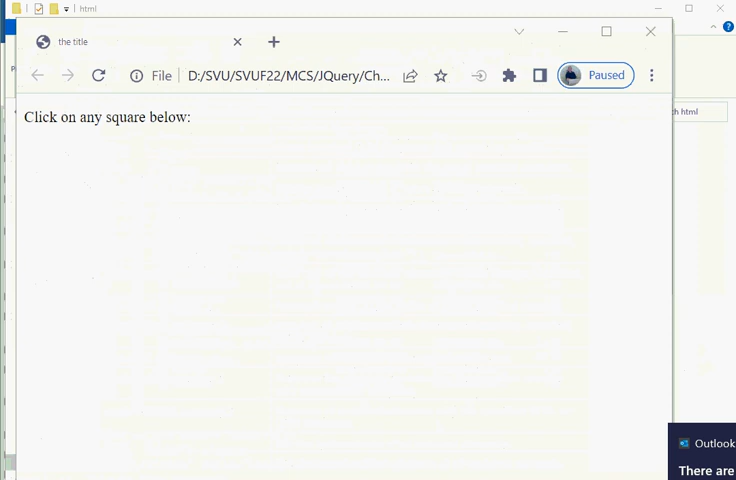 html
the title
File
D:/SVU/SVUF22/MCS/JQuery/Ch...
Paused
html
Click on any square below:
Outlook
There are